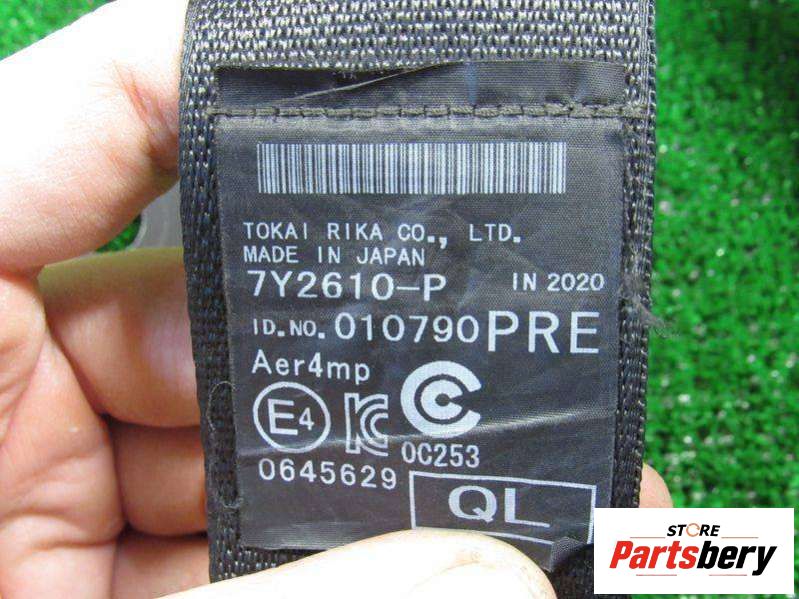 TOKAI RIKA CO., LTD.
MADE IN JAPAN
7Y2610-P IN 2020
ID.NO. 010790 PRE
Aer4mp
E4 KC C
0C253
0645629
QL
STORE
Partsbery